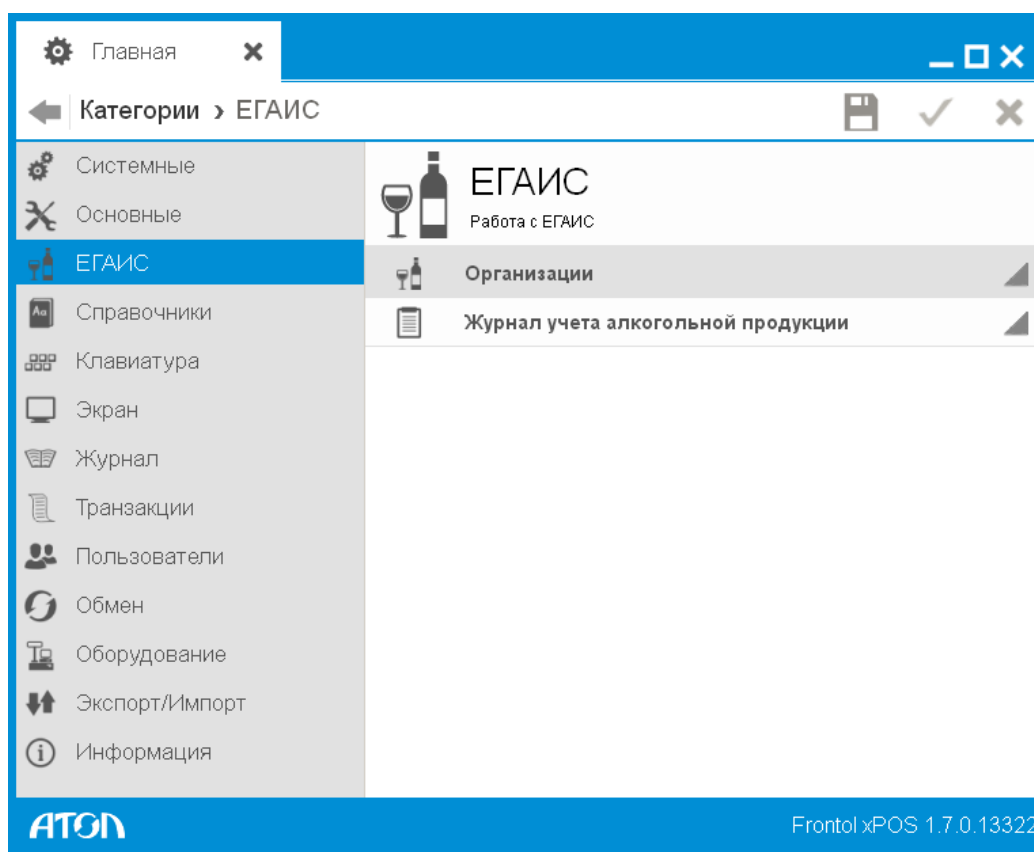 Главная
Категории › ЕГАИС
Системные
Основные
ЕГАИС
Справочники
Клавиатура
Экран
Журнал
Транзакции
Пользователи
Обмен
Оборудование
Экспорт/Импорт
Информация
ЕГАИС
Работа с ЕГАИС
Организации
Журнал учета алкогольной продукции
АТОЛ
Frontol xPOS 1.7.0.13322